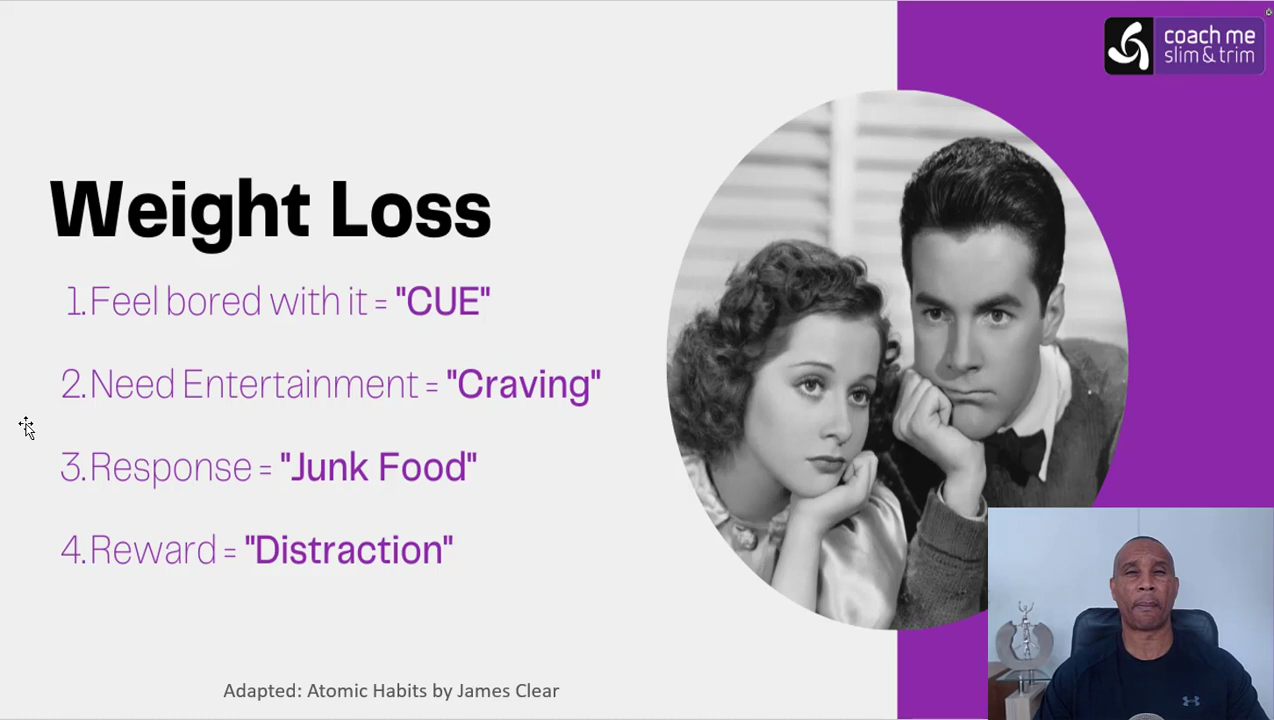 coach me
slim & trim
Weight Loss
1. Feel bored with it = "CUE"
2. Need Entertainment = "Craving"
3. Response = "Junk Food"
4. Reward = "Distraction"
Adapted: Atomic Habits by James Clear